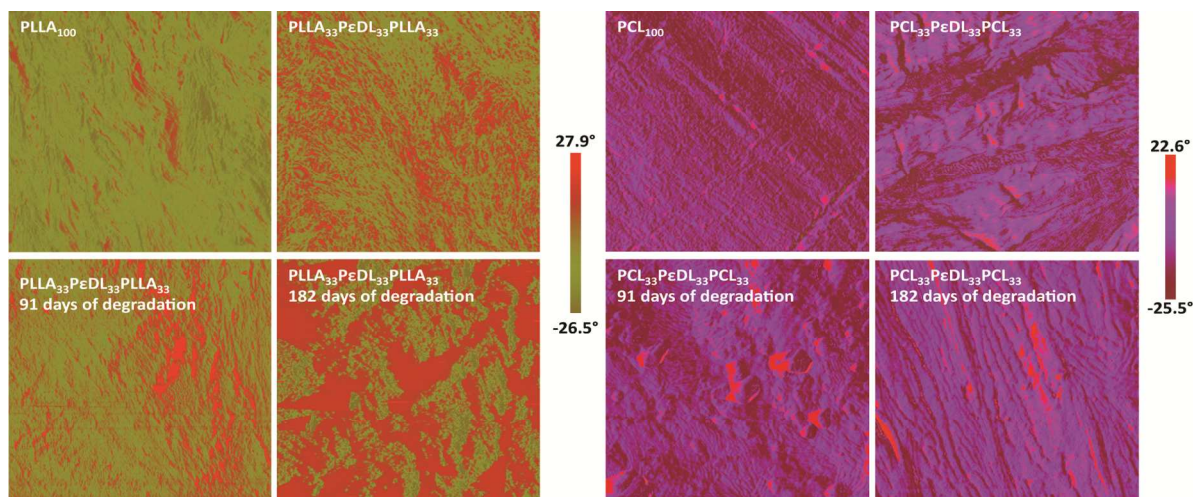 PLLA₁₀₀
PLLA₃₃PεDL₃₃PLLA₃₃
27.9°
-26.5°
PLLA₃₃PεDL₃₃PLLA₃₃
91 days of degradation
PLLA₃₃PεDL₃₃PLLA₃₃
182 days of degradation
PCL₁₀₀
PCL₃₃PεDL₃₃PCL₃₃
22.6°
-25.5°
PCL₃₃PεDL₃₃PCL₃₃
91 days of degradation
PCL₃₃PεDL₃₃PCL₃₃
182 days of degradation